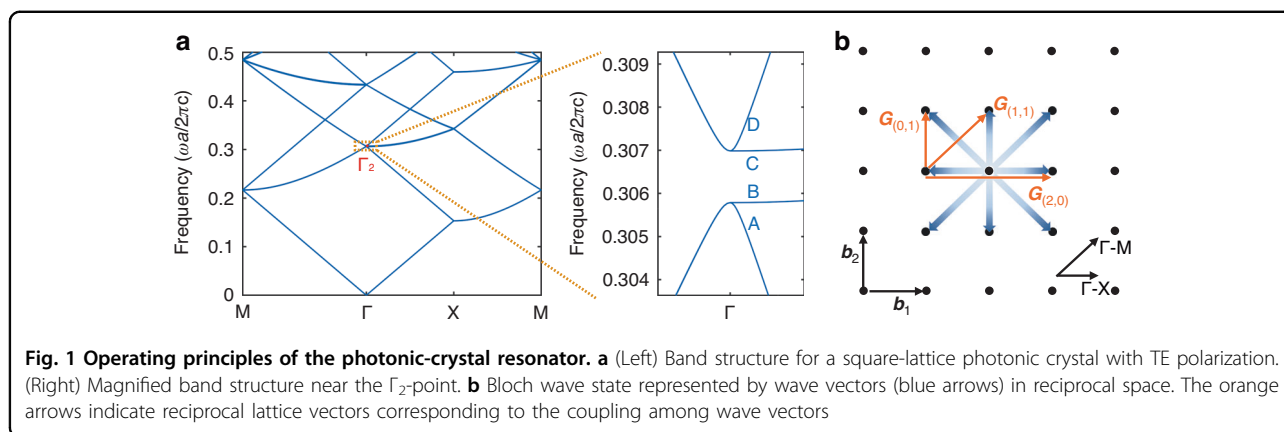 a
Frequency (ωa/2πc)
0.5
0.4
0.3
0.2
0.1
0
M
Γ
X
M
Γ2
Frequency (ωa/2πc)
0.309
0.308
0.307
0.306
0.305
0.304
D
C
B
A
Γ
b
G(0,1)
G(1,1)
G(2,0)
b2
b1
Γ-M
Γ-X
Fig. 1 Operating principles of the photonic-crystal resonator. a (Left) Band structure for a square-lattice photonic crystal with TE polarization.
(Right) Magnified band structure near the Γ2-point. b Bloch wave state represented by wave vectors (blue arrows) in reciprocal space. The orange
arrows indicate reciprocal lattice vectors corresponding to the coupling among wave vectors